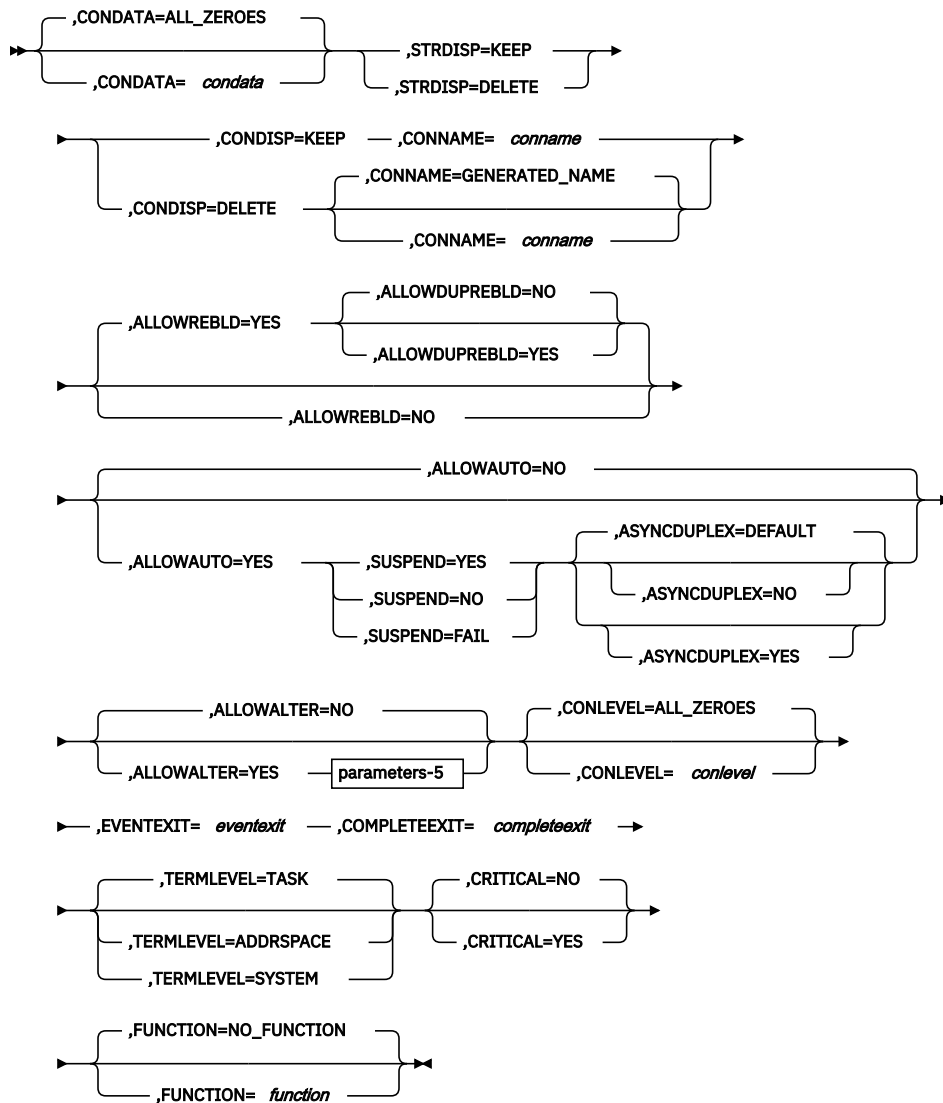 ,CONDATA=ALL_ZEROES
,CONDATA= condata
,STRDISP=KEEP
,STRDISP=DELETE
,CONDISP=KEEP ,CONNAME= conname
,CONDISP=DELETE
,CONNAME=GENERATED_NAME
,CONNAME= conname
,ALLOWREBLD=YES
,ALLOWDUPREBLD=NO
,ALLOWDUPREBLD=YES
,ALLOWREBLD=NO
,ALLOWAUTO=NO
,ALLOWAUTO=YES
,SUSPEND=YES
,SUSPEND=NO
,SUSPEND=FAIL
,ASYNCDUPLEX=DEFAULT
,ASYNCDUPLEX=NO
,ASYNCDUPLEX=YES
,ALLOWALTER=NO
,ALLOWALTER=YES parameters-5
,CONLEVEL=ALL_ZEROES
,CONLEVEL= conlevel
,EVENTEXIT= eventexit ,COMPLETEEXIT= completeexit
,TERMLEVEL=TASK
,TERMLEVEL=ADDRSPACE
,TERMLEVEL=SYSTEM
,CRITICAL=NO
,CRITICAL=YES
,FUNCTION=NO_FUNCTION
,FUNCTION= function